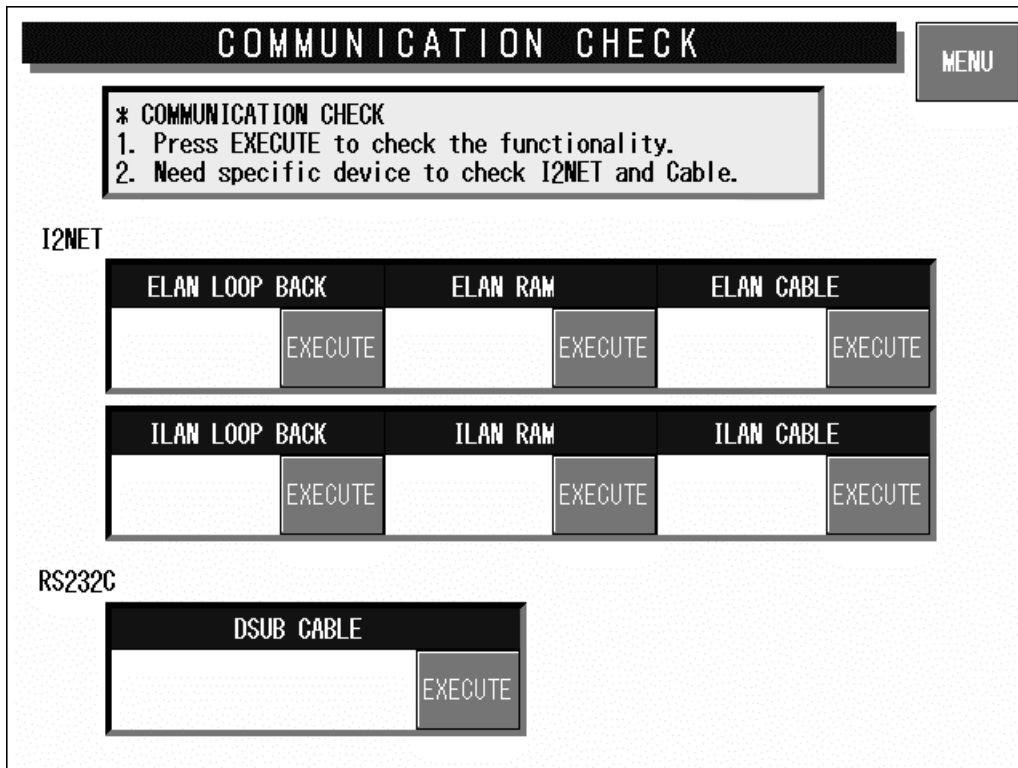 COMMUNICATION CHECK
MENU
* COMMUNICATION CHECK
1. Press EXECUTE to check the functionality.
2. Need specific device to check I2NET and Cable.
I2NET
ELAN LOOP BACK ELAN RAM ELAN CABLE
EXECUTE EXECUTE EXECUTE
ILAN LOOP BACK ILAN RAM ILAN CABLE
EXECUTE EXECUTE EXECUTE
RS232C
DSUB CABLE
EXECUTE